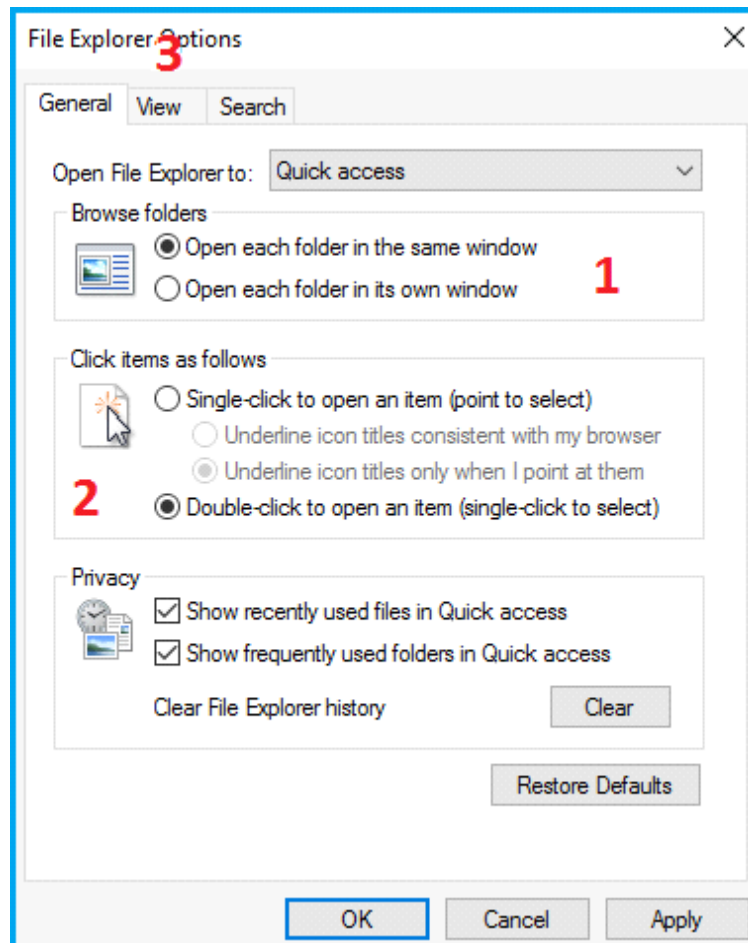 File Explorer Options
3
General View Search
Open File Explorer to: Quick access
Browse folders
Open each folder in the same window
1
Open each folder in its own window
Click items as follows
Single-click to open an item (point to select)
Underline icon titles consistent with my browser
Underline icon titles only when I point at them
2
Double-click to open an item (single-click to select)
Privacy
Show recently used files in Quick access
Show frequently used folders in Quick access
Clear File Explorer history Clear
Restore Defaults
OK Cancel Apply